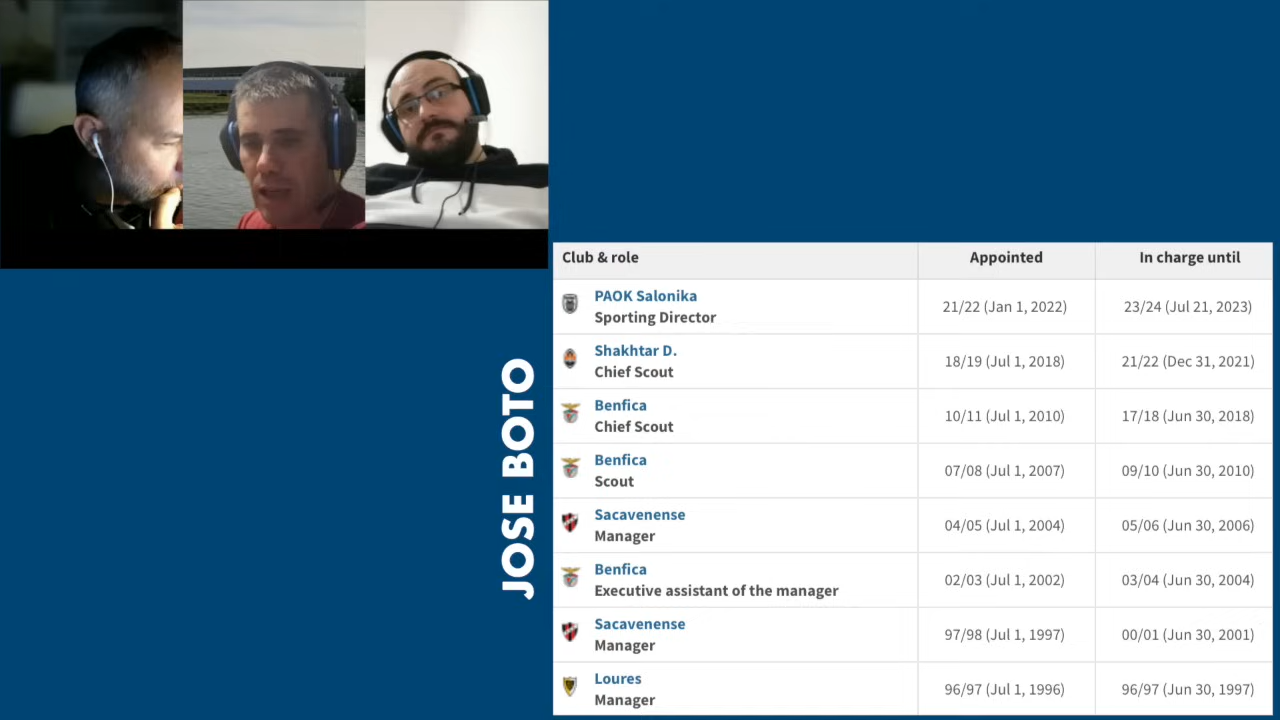 JOSE BOTO
Club & role Appointed In charge until
PAOK Salonika
Sporting Director
21/22 (Jan 1, 2022) 23/24 (Jul 21, 2023)
Shakhtar D.
Chief Scout
18/19 (Jul 1, 2018) 21/22 (Dec 31, 2021)
Benfica
Chief Scout
10/11 (Jul 1, 2010) 17/18 (Jun 30, 2018)
Benfica
Scout
07/08 (Jul 1, 2007) 09/10 (Jun 30, 2010)
Sacavenense
Manager
04/05 (Jul 1, 2004) 05/06 (Jun 30, 2006)
Benfica
Executive assistant of the manager
02/03 (Jul 1, 2002) 03/04 (Jun 30, 2004)
Sacavenense
Manager
97/98 (Jul 1, 1997) 00/01 (Jun 30, 2001)
Loures
Manager
96/97 (Jul 1, 1996) 96/97 (Jun 30, 1997)